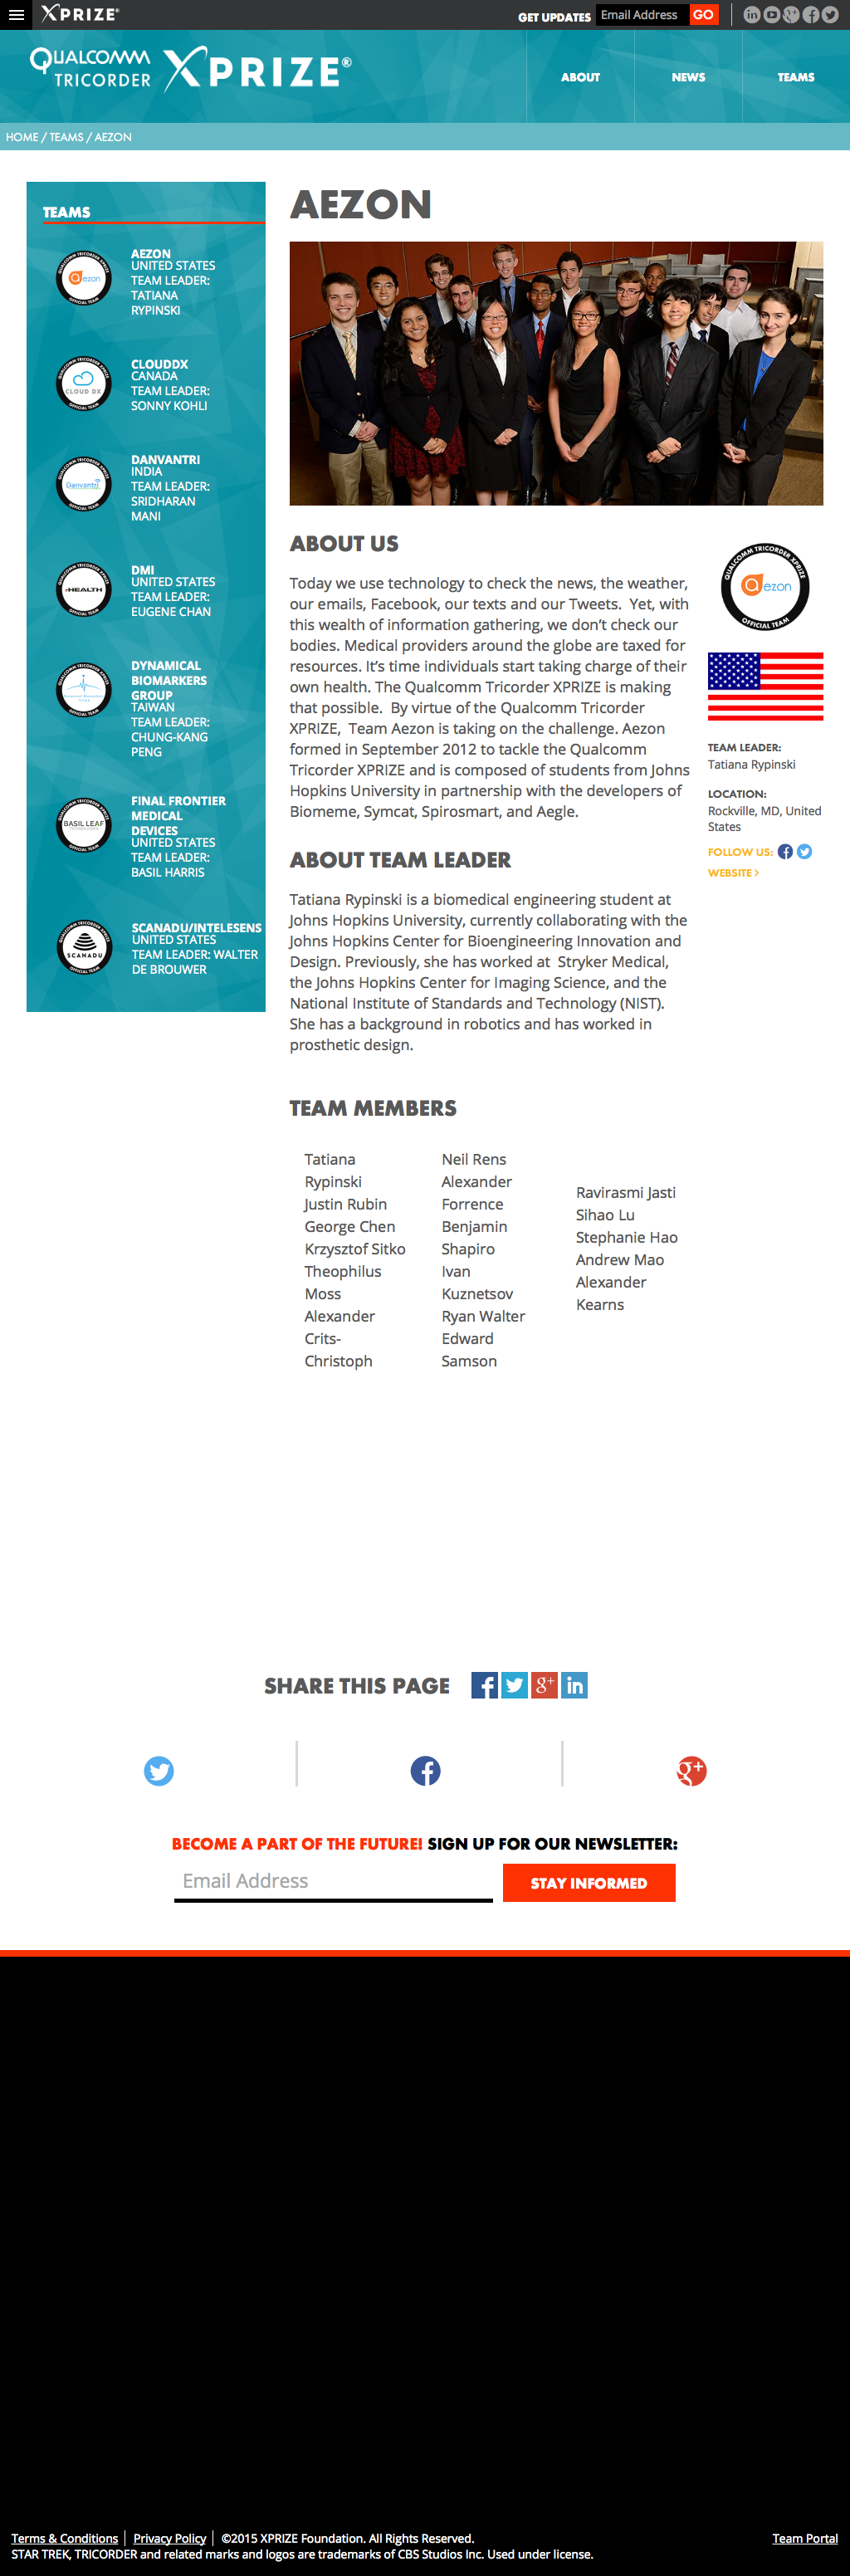 XPRIZE®
GET UPDATES
Email Address
GO
QUALCOMM
TRICORDER
XPRIZE®
ABOUT
NEWS
TEAMS
HOME / TEAMS / AEZON
TEAMS
AEZON
UNITED STATES
TEAM LEADER:
TATIANA
RYPINSKI
CLOUDDX
CANADA
TEAM LEADER:
SONNY KOHLI
DANVANTRI
INDIA
TEAM LEADER:
SRIDHARAN
MANI
DMI
UNITED STATES
TEAM LEADER:
EUGENE CHAN
DYNAMICAL
BIOMARKERS
GROUP
TAIWAN
TEAM LEADER:
CHUNG-KANG
PENG
FINAL FRONTIER
MEDICAL
DEVICES
UNITED STATES
TEAM LEADER:
BASIL HARRIS
SCANADU/INTELESENS
UNITED STATES
TEAM LEADER: WALTER
DE BROUWER
AEZON
ABOUT US
Today we use technology to check the news, the weather,
our emails, Facebook, our texts and our Tweets.  Yet, with
this wealth of information gathering, we don’t check our
bodies. Medical providers around the globe are taxed for
resources. It’s time individuals start taking charge of their
own health. The Qualcomm Tricorder XPRIZE is making
that possible.  By virtue of the Qualcomm Tricorder
XPRIZE,  Team Aezon is taking on the challenge. Aezon
formed in September 2012 to tackle the Qualcomm
Tricorder XPRIZE and is composed of students from Johns
Hopkins University in partnership with the developers of
Biomeme, Symcat, Spirosmart, and Aegle.
QUALCOMM TRICORDER XPRIZE
aezon
OFFICIAL TEAM
TEAM LEADER:
Tatiana Rypinski
LOCATION:
Rockville, MD, United
States
FOLLOW US:
WEBSITE >
ABOUT TEAM LEADER
Tatiana Rypinski is a biomedical engineering student at
Johns Hopkins University, currently collaborating with the
Johns Hopkins Center for Bioengineering Innovation and
Design. Previously, she has worked at  Stryker Medical,
the Johns Hopkins Center for Imaging Science, and the
National Institute of Standards and Technology (NIST).
She has a background in robotics and has worked in
prosthetic design.
TEAM MEMBERS
Tatiana
Rypinski
Justin Rubin
George Chen
Krzysztof Sitko
Theophilus
Moss
Alexander
Crits-
Christoph
Neil Rens
Alexander
Forrence
Benjamin
Shapiro
Ivan
Kuznetsov
Ryan Walter
Edward
Samson
Ravirasmi Jasti
Sihao Lu
Stephanie Hao
Andrew Mao
Alexander
Kearns
SHARE THIS PAGE
BECOME A PART OF THE FUTURE! SIGN UP FOR OUR NEWSLETTER:
Email Address
STAY INFORMED
Terms & Conditions
Privacy Policy
©2015 XPRIZE Foundation. All Rights Reserved.
Team Portal
STAR TREK, TRICORDER and related marks and logos are trademarks of CBS Studios Inc. Used under license.